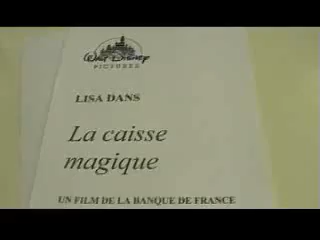 WALT DISNEY
PICTURES
LISA DANS
La caisse
magique
UN FILM DE LA BANQUE DE FRANCE